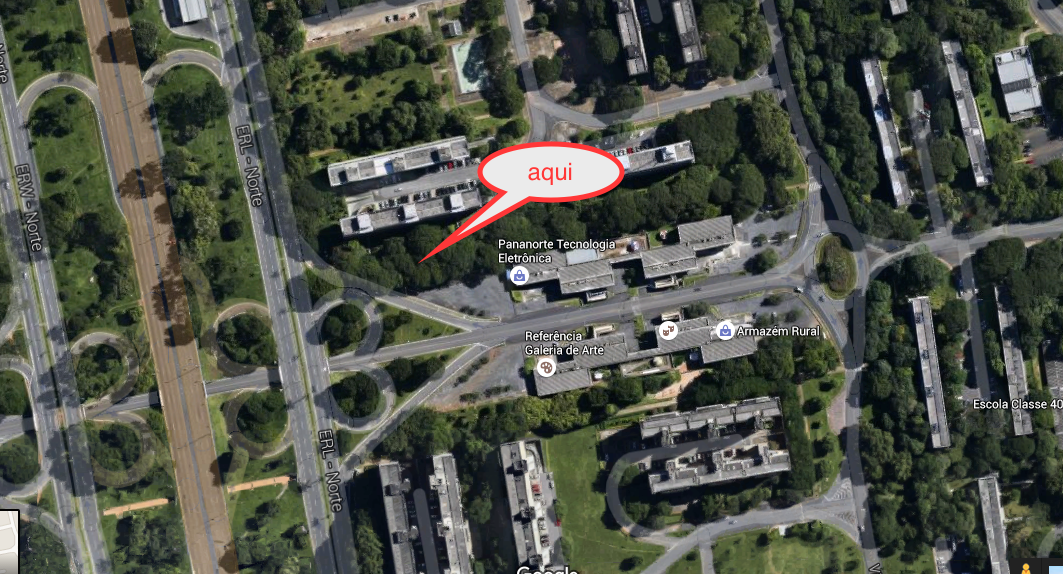 Norte
ERW - Norte
ERL - Norte
aqui
Pananorte Tecnologia
Eletrônica
Referência
Galeria de Arte
Armazém Rural
Escola Classe 40
ERL - Norte
Google